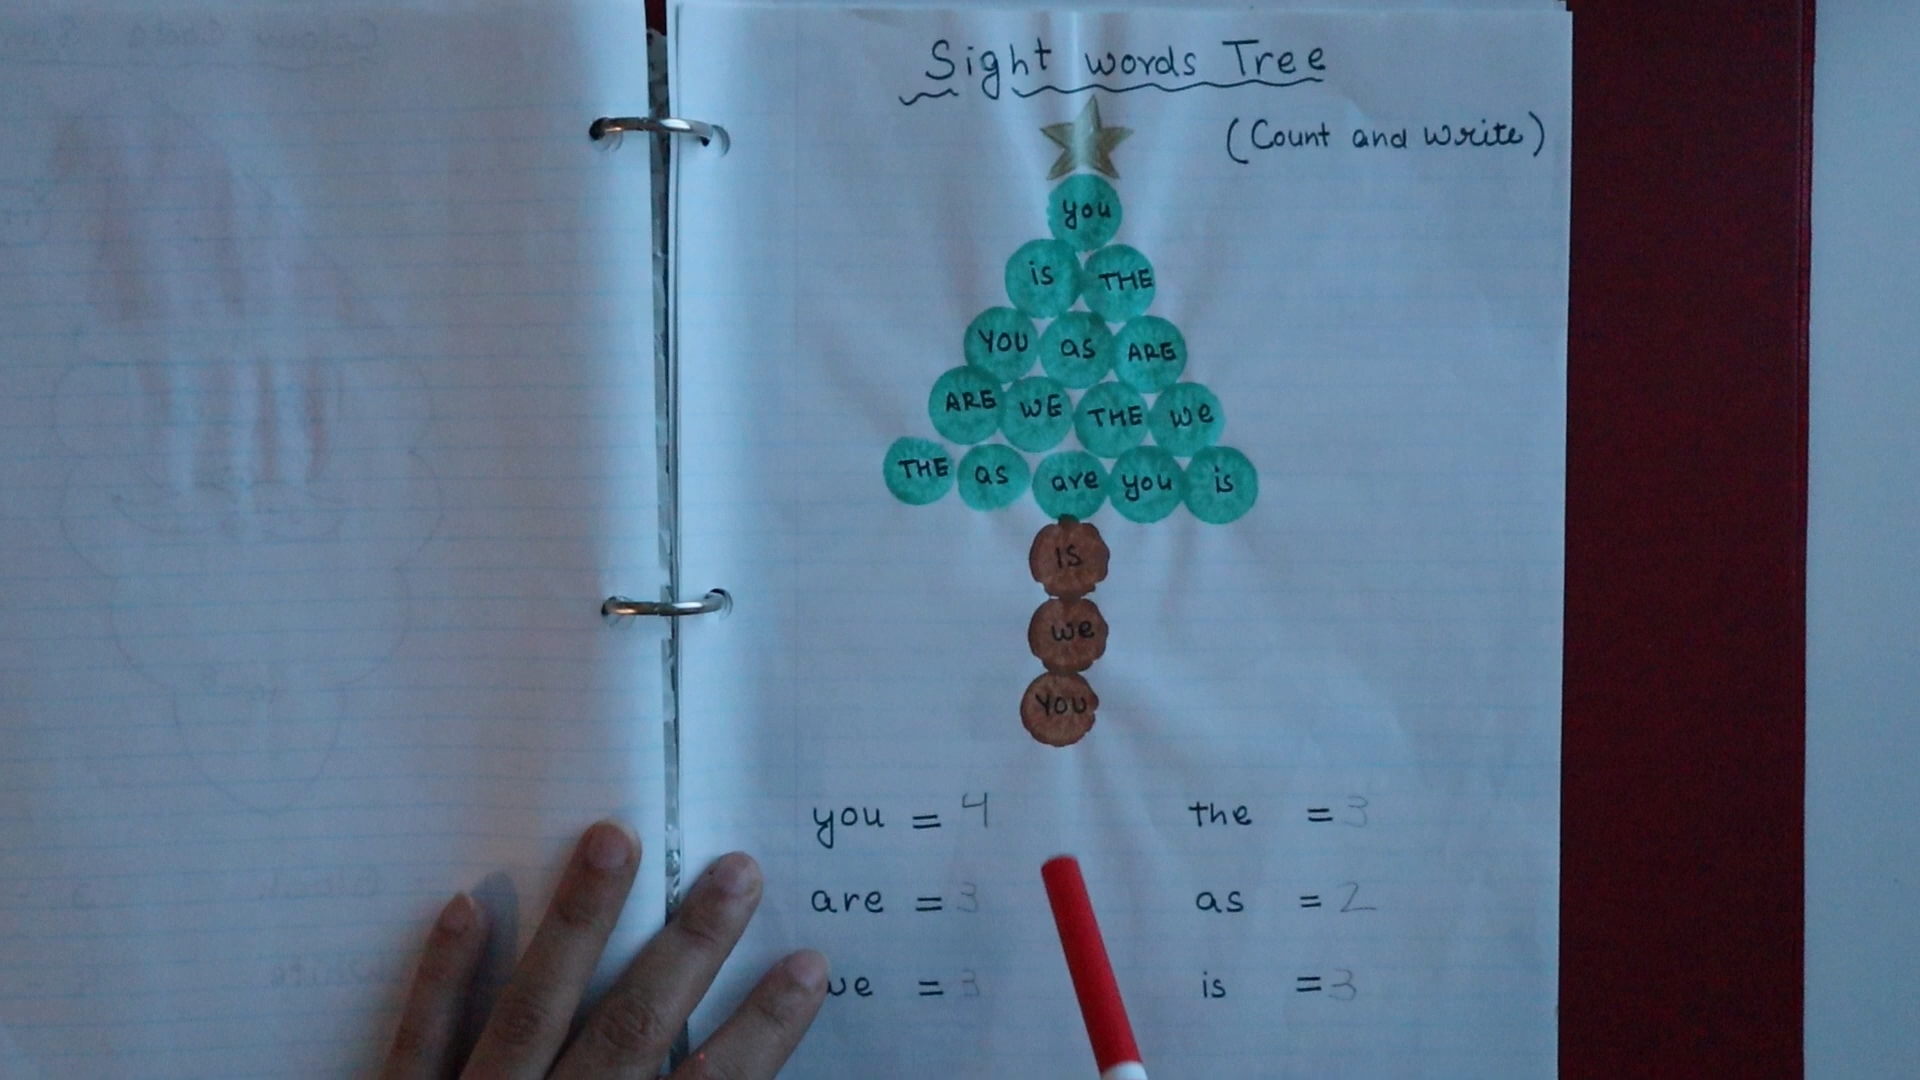 Sight words Tree
(Count and write)
you
is THE
YOU as ARE
ARE WE THE we
THE as are you is
IS
we
YOU
you = 4 the = 3
are = 3 as = 2
we = 3 is = 3